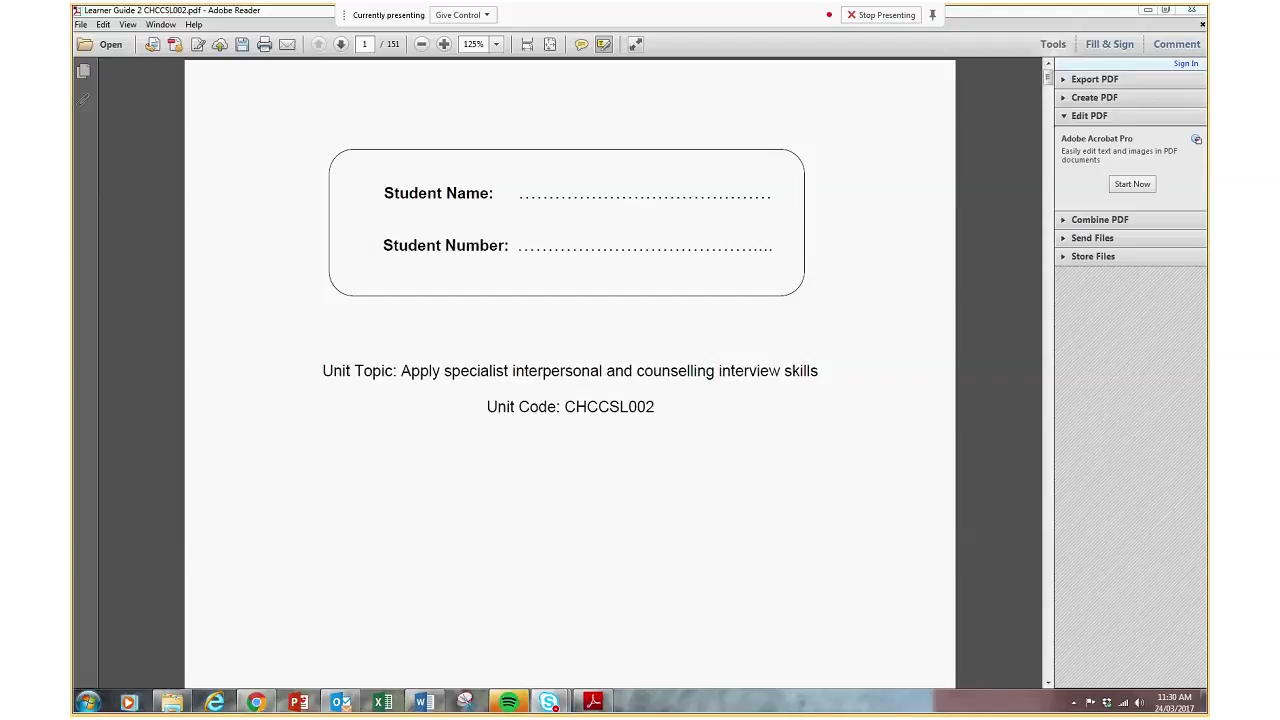 Learner Guide 2 CHCCSL002.pdf - Adobe Reader
Currently presenting Give Control Stop Presenting
File Edit View Window Help
Open 1 / 151 125% Tools Fill & Sign Comment
Sign In
Export PDF
Create PDF
Edit PDF
Adobe Acrobat Pro
Easily edit text and images in PDF
documents
Start Now
Combine PDF
Send Files
Store Files
Student Name: ……………………………………
Student Number: …………………………………...
Unit Topic: Apply specialist interpersonal and counselling interview skills
Unit Code: CHCCSL002
11:30 AM
24/03/2017